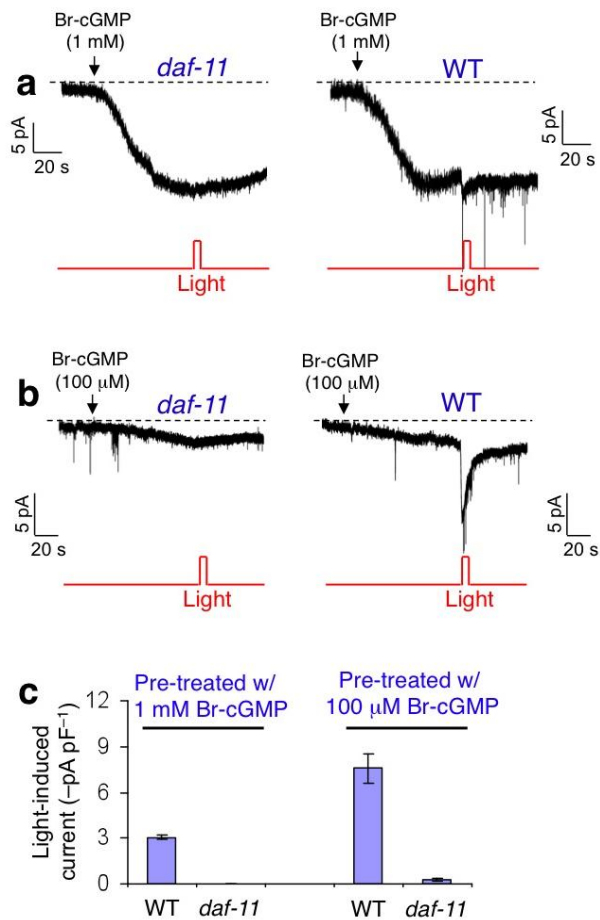 Br-cGMP
(1 mM)
Br-cGMP
(1 mM)
a
daf-11
WT
5 pA
20 s
5 pA
20 s
Light
Light
b
Br-cGMP
(100 µM)
Br-cGMP
(100 µM)
daf-11
WT
5 pA
20 s
5 pA
20 s
Light
Light
c
Pre-treated w/
1 mM Br-cGMP
Pre-treated w/
100 µM Br-cGMP
Light-induced
current (–pA pF⁻¹)
12
9
6
3
0
WT
daf-11
WT
daf-11